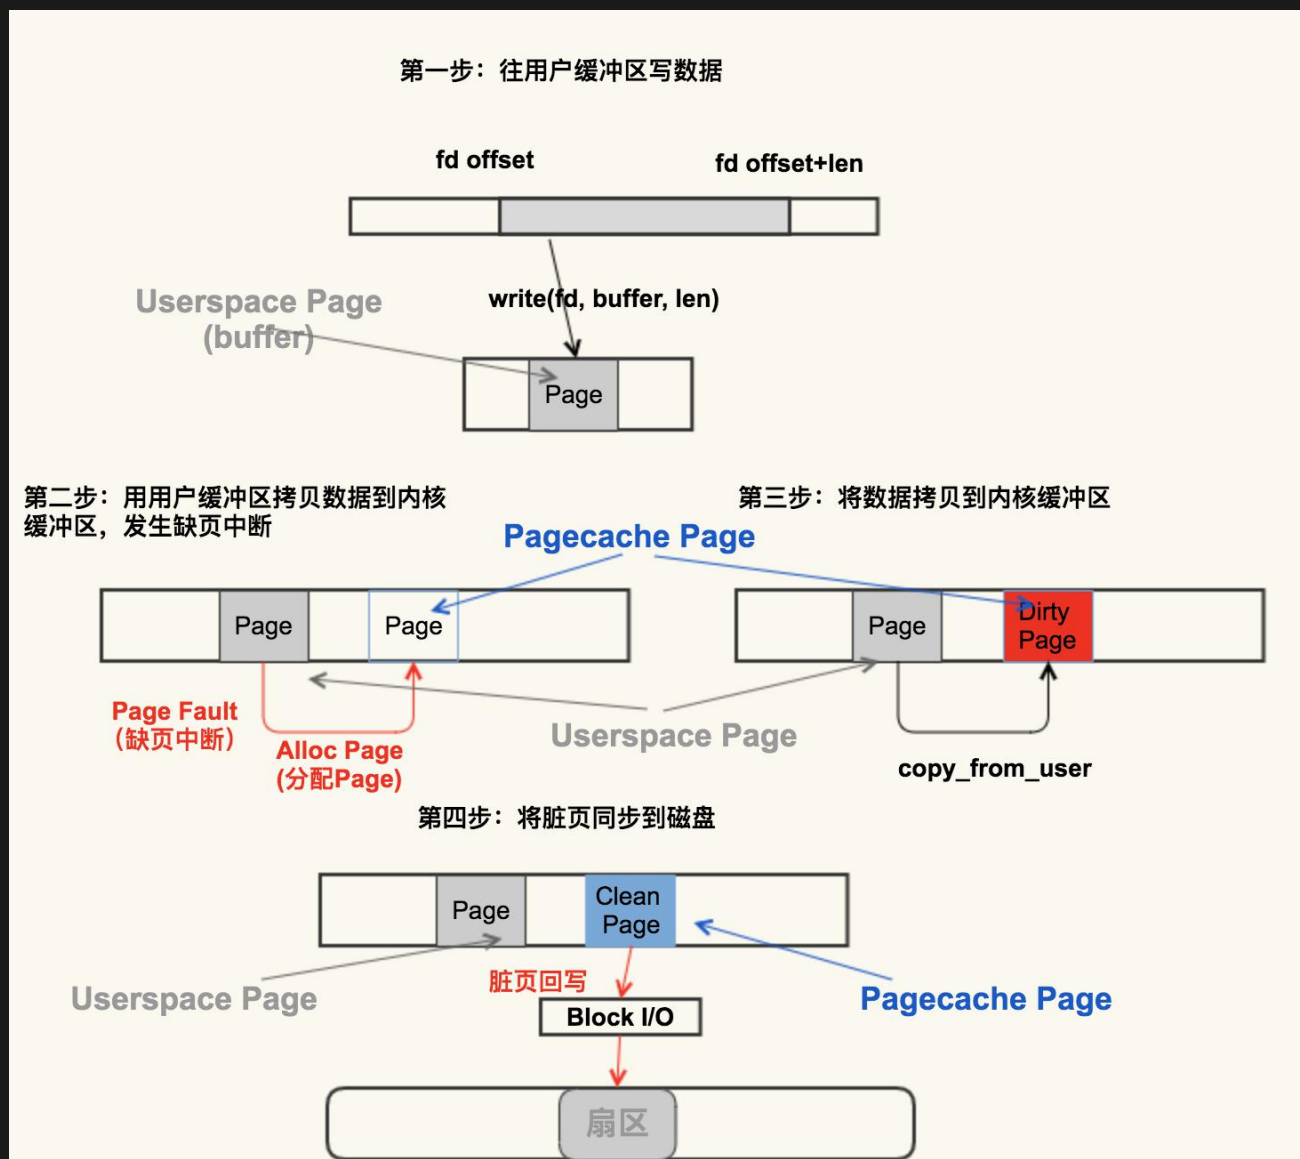 第一步：往用户缓冲区写数据
fd offset
fd offset+len
write(fd, buffer, len)
Userspace Page
(buffer)
Page
第二步：用用户缓冲区拷贝数据到内核
缓冲区，发生缺页中断
第三步：将数据拷贝到内核缓冲区
Pagecache Page
Page
Page
Page
Dirty
Page
Page Fault
（缺页中断）
Alloc Page
(分配Page)
Userspace Page
copy_from_user
第四步：将脏页同步到磁盘
Page
Clean
Page
脏页回写
Userspace Page
Pagecache Page
Block I/O
扇区